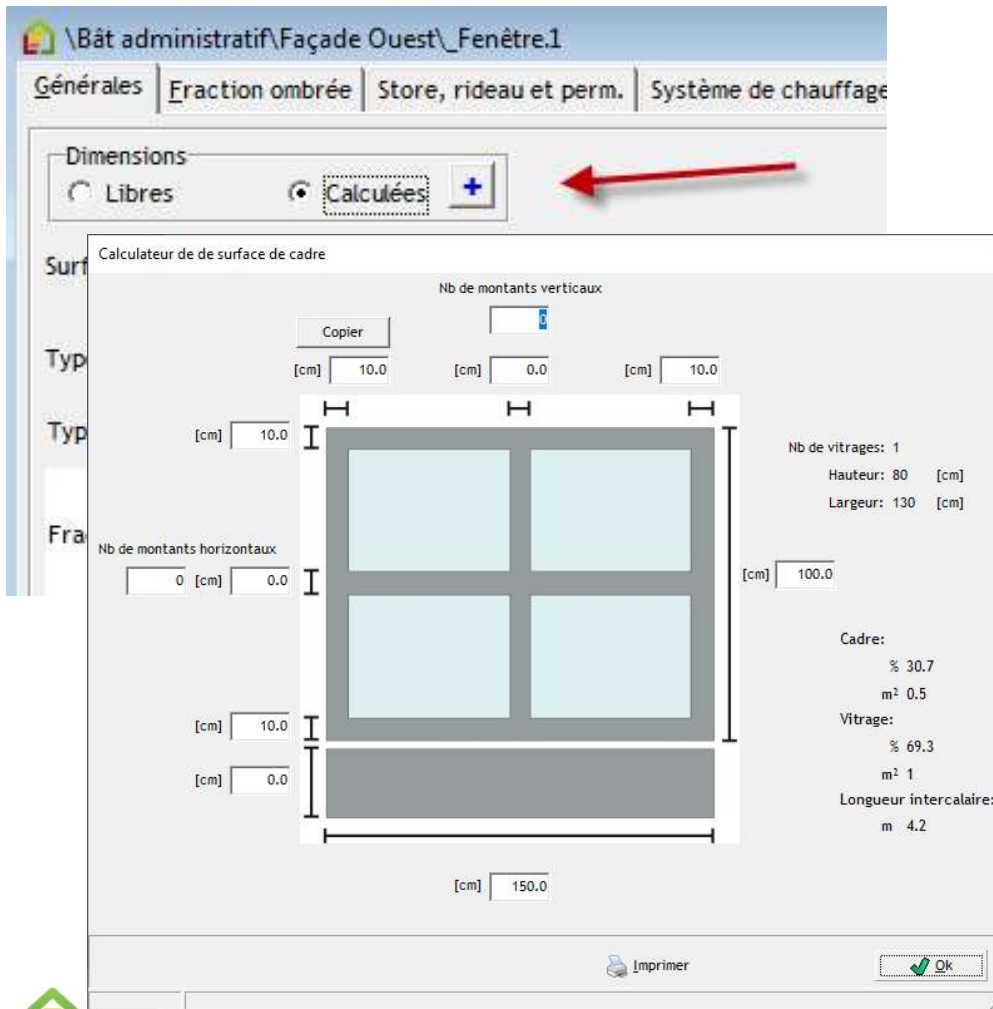 \Bât administratif\Façade Ouest\_Fenêtre.1
Générales Fraction ombrée Store, rideau et perm. Système de chauffage
Dimensions
Libres Calculées +
Surf
Typ
Typ
Fra
Calculateur de de surface de cadre
Nb de montants verticaux
0
Copier
[cm] 10.0 [cm] 0.0 [cm] 10.0
[cm] 10.0
Nb de vitrages: 1
Hauteur: 80 [cm]
Largeur: 130 [cm]
Nb de montants horizontaux
0 [cm] 0.0
[cm] 100.0
Cadre:
% 30.7
m² 0.5
[cm] 10.0
Vitrage:
% 69.3
[cm] 0.0
m² 1
Longueur intercalaire:
m 4.2
[cm] 150.0
Imprimer
Ok